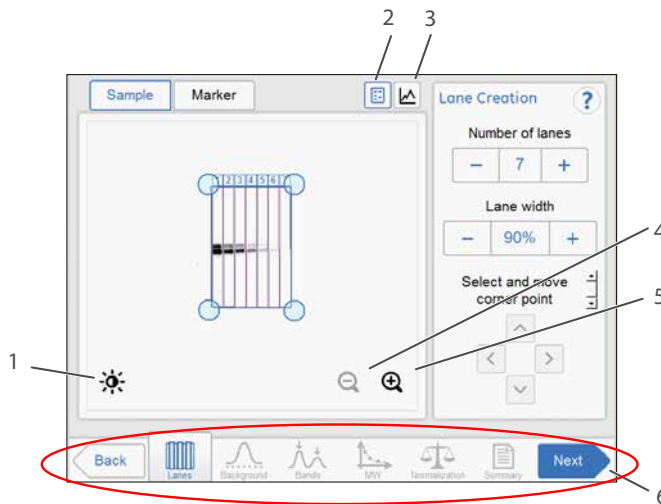 2 3
Sample Marker
Lane Creation ?
Number of lanes
− 7 +
Lane width
− 90% +
4
Select and move
corner point
5
1 2 3 4 5 6
1
Back Lanes Background Bands MW Normalization Summary Next
6